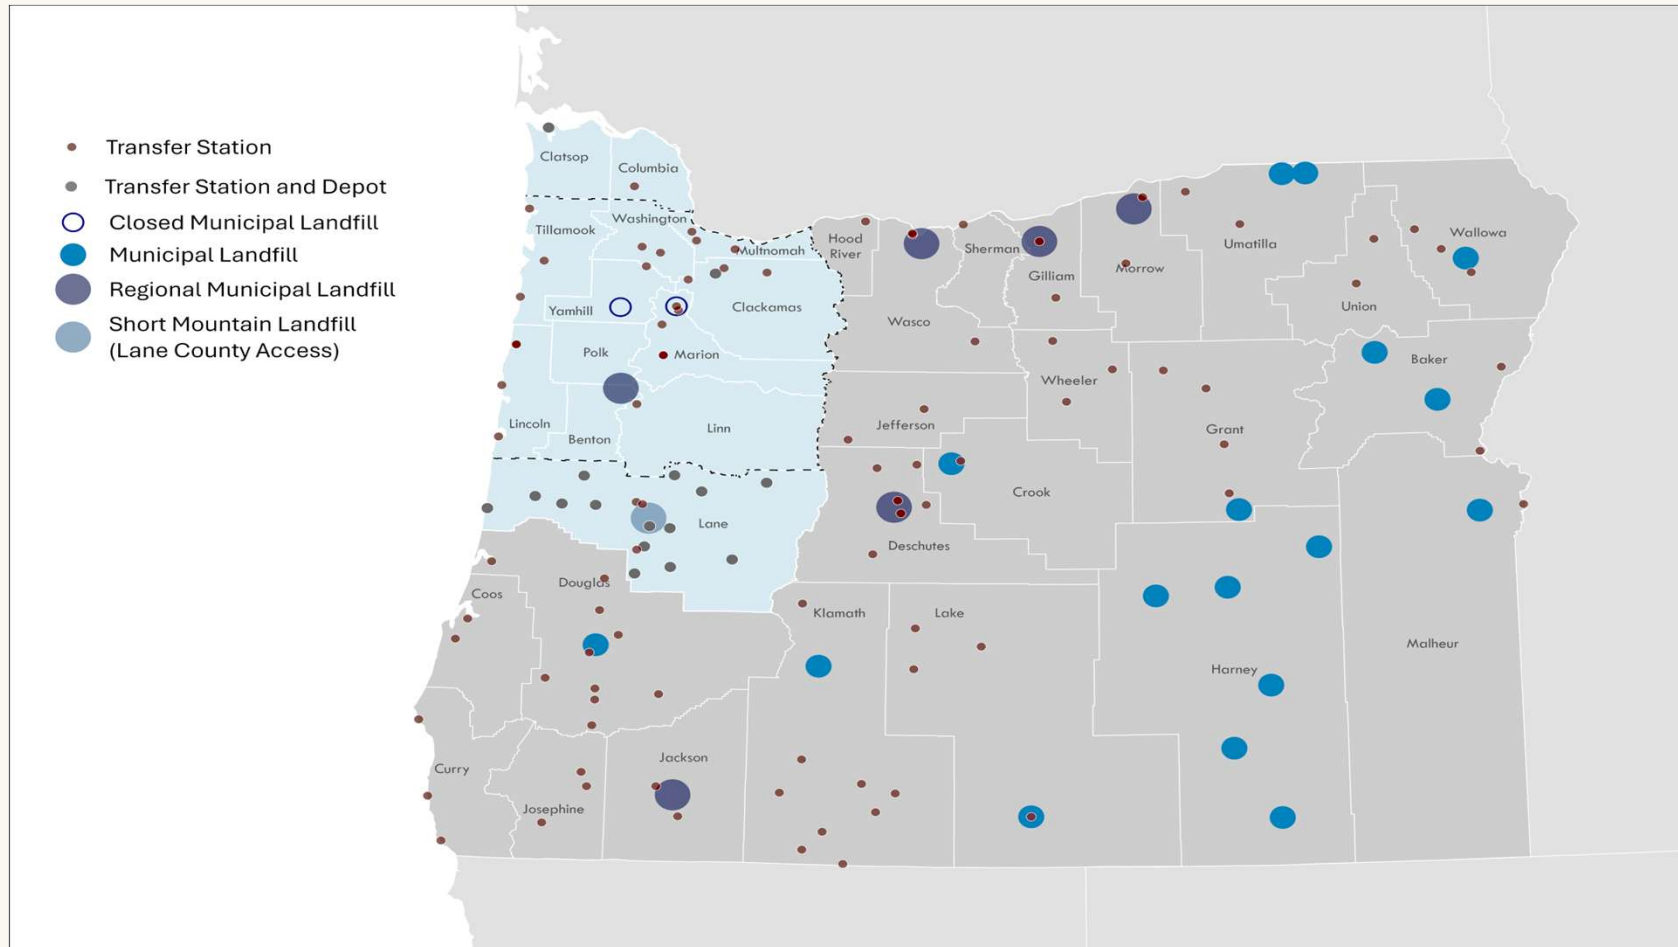 Transfer Station
Transfer Station and Depot
Closed Municipal Landfill
Municipal Landfill
Regional Municipal Landfill
Short Mountain Landfill
(Lane County Access)
Clatsop
Columbia
Tillamook
Washington
Multnomah
Hood
River
Sherman
Gilliam
Morrow
Umatilla
Wallowa
Union
Yamhill
Clackamas
Wasco
Polk
Marion
Wheeler
Baker
Lincoln
Benton
Linn
Jefferson
Grant
Crook
Lane
Deschutes
Douglas
Coos
Klamath
Lake
Harney
Malheur
Curry
Josephine
Jackson